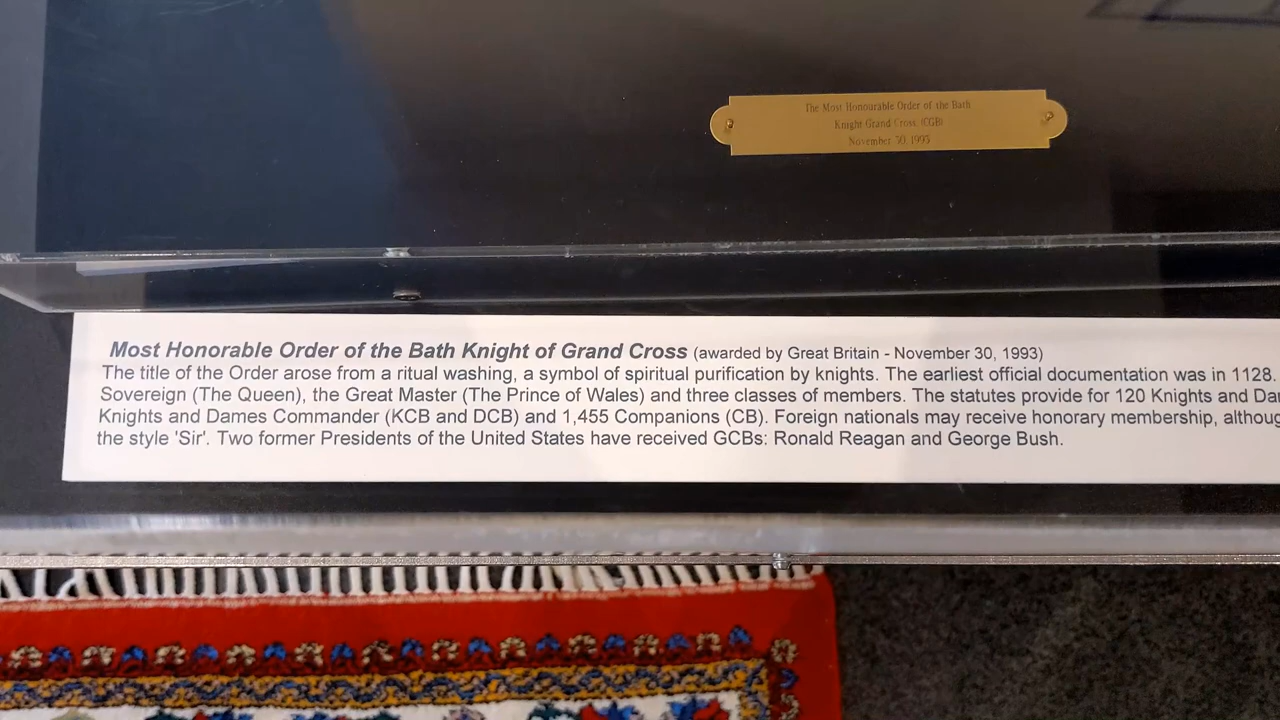 The Most Honourable Order of the Bath
Knight Grand Cross, (CGB)
November 30, 1993
Most Honorable Order of the Bath Knight of Grand Cross (awarded by Great Britain - November 30, 1993)
The title of the Order arose from a ritual washing, a symbol of spiritual purification by knights. The earliest official documentation was in 1128.
Sovereign (The Queen), the Great Master (The Prince of Wales) and three classes of members. The statutes provide for 120 Knights and
Knights and Dames Commander (KCB and DCB) and 1,455 Companions (CB). Foreign nationals may receive honorary membership,
the style 'Sir'. Two former Presidents of the United States have received GCBs: Ronald Reagan and George Bush.